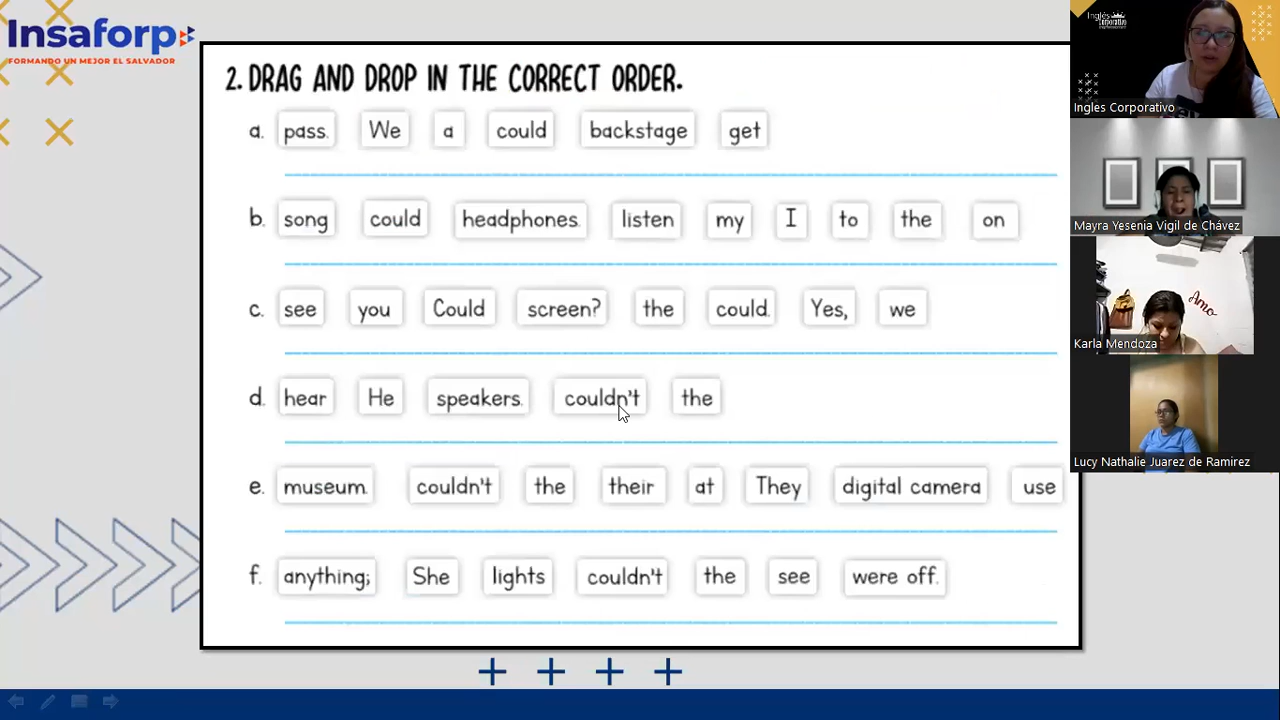 Insaforp
FORMANDO UN MEJOR EL SALVADOR
2. DRAG AND DROP IN THE CORRECT ORDER.
a. pass. We a could backstage get
b. song could headphones. listen my I to the on
c. see you Could screen? the could. Yes, we
d. hear He speakers. couldn't the
e. museum. couldn't the their at They digital camera use
f. anything; She lights couldn't the see were off.
Inglés Corporativo
Ingles Corporativo
Mayra Yesenia Vigil de Chávez
Amo
Karla Mendoza
Lucy Nathalie Juarez de Ramirez